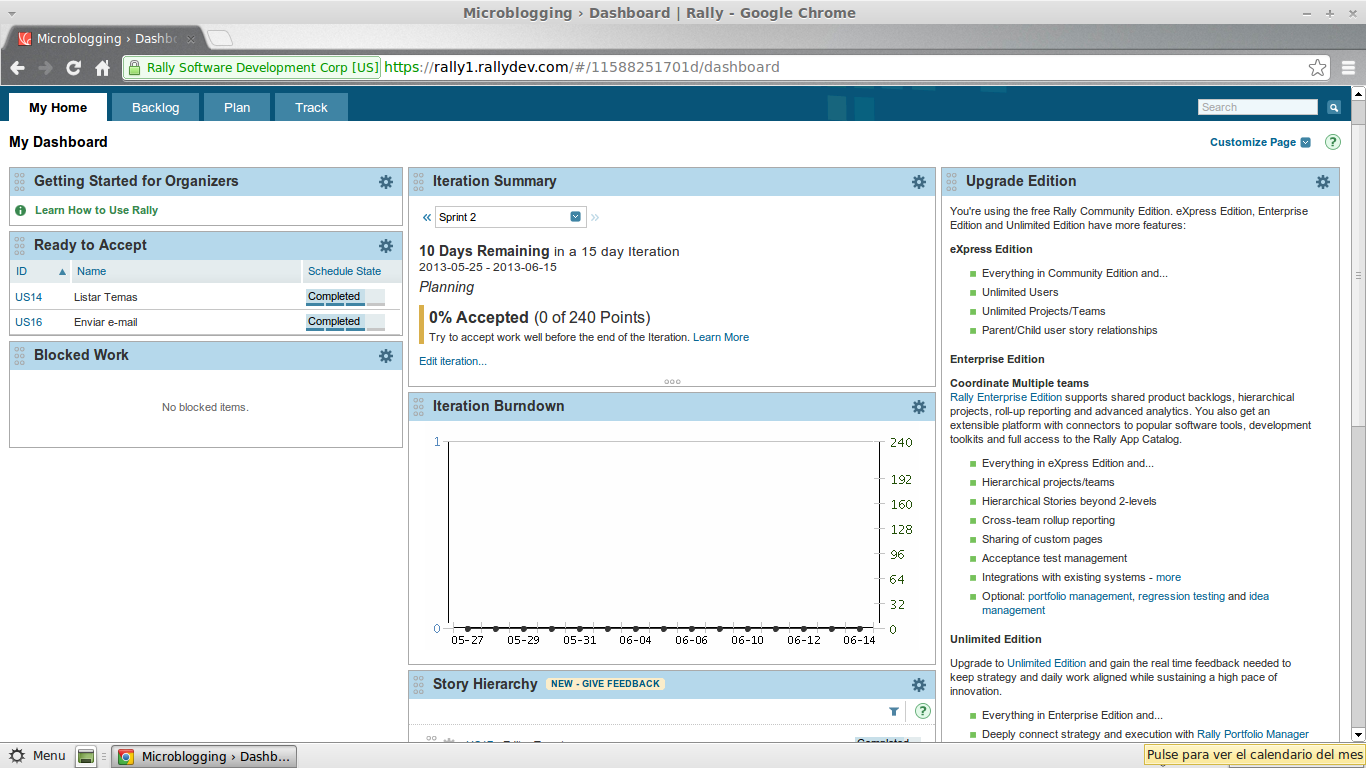 Microblogging › Dashboard | Rally - Google Chrome
Microblogging › Dashb
Rally Software Development Corp [US]
https://rally1.rallydev.com/#/11588251701d/dashboard
My Home
Backlog
Plan
Track
Search
My Dashboard
Customize Page
?
Getting Started for Organizers
Learn How to Use Rally
Ready to Accept
ID
Name
Schedule State
US14
Listar Temas
Completed
US16
Enviar e-mail
Completed
Blocked Work
No blocked items.
Iteration Summary
«
Sprint 2
»
10 Days Remaining in a 15 day Iteration
2013-05-25 - 2013-06-15
Planning
0% Accepted (0 of 240 Points)
Try to accept work well before the end of the Iteration. Learn More
Edit iteration...
Iteration Burndown
1
0
240
192
160
128
96
64
32
0
05-27
05-29
05-31
06-04
06-06
06-10
06-12
06-14
Story Hierarchy
NEW - GIVE FEEDBACK
?
Completed
Upgrade Edition
You're using the free Rally Community Edition. eXpress Edition, Enterprise
Edition and Unlimited Edition have more features:
eXpress Edition
Everything in Community Edition and...
Unlimited Users
Unlimited Projects/Teams
Parent/Child user story relationships
Enterprise Edition
Coordinate Multiple teams
Rally Enterprise Edition supports shared product backlogs, hierarchical
projects, roll-up reporting and advanced analytics. You also get an
extensible platform with connectors to popular software tools, development
toolkits and full access to the Rally App Catalog.
Everything in eXpress Edition and...
Hierarchical projects/teams
Hierarchical Stories beyond 2-levels
Cross-team rollup reporting
Sharing of custom pages
Acceptance test management
Integrations with existing systems - more
Optional: portfolio management, regression testing and idea
management
Unlimited Edition
Upgrade to Unlimited Edition and gain the real time feedback needed to
keep strategy and daily work aligned while sustaining a high pace of
innovation.
Everything in Enterprise Edition and...
Deeply connect strategy and execution with Rally Portfolio Manager
Menu
Microblogging › Dashb...
Pulse para ver el calendario del mes